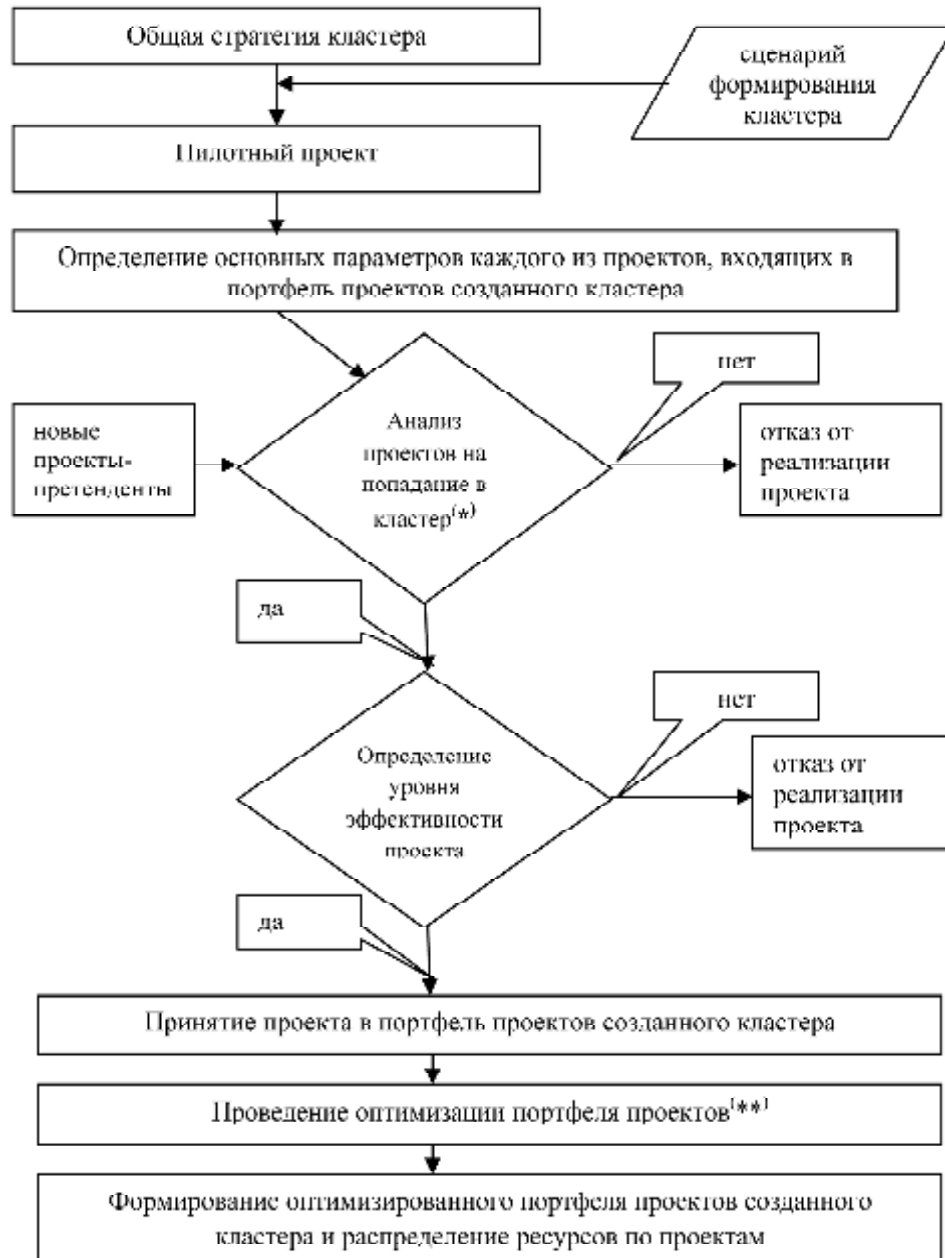 Общая стратегия кластера
сценарий
формирования
кластера
Пилотный проект
Определение основных параметров каждого из проектов, входящих в
портфель проектов созданного кластера
нет
новые
проекты-
претенденты
Анализ
проектов на
попадание в
кластер(*)
отказ от
реализации
проекта
да
нет
Определение
уровня
эффективности
проекта
отказ от
реализации
проекта
да
Принятие проекта в портфель проектов созданного кластера
Проведение оптимизации портфеля проектов(**)
Формирование оптимизированного портфеля проектов созданного
кластера и распределение ресурсов по проектам